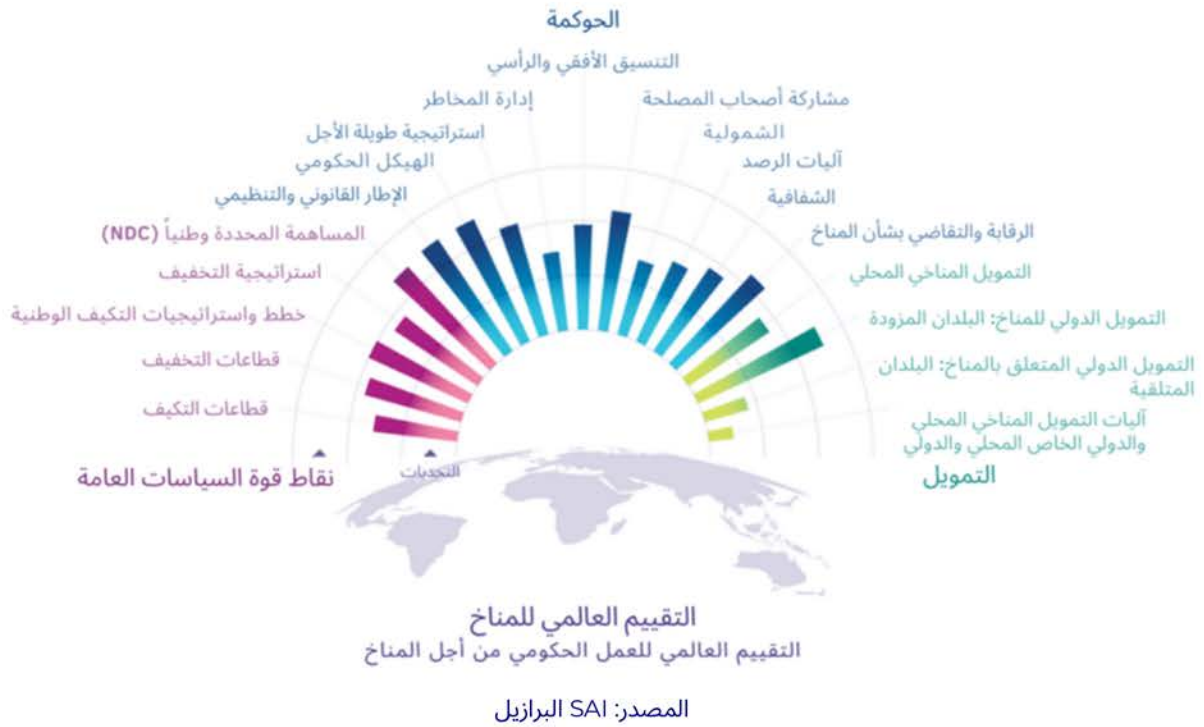 الحوكمة
التنسيق الأفقي والرأسي
إدارة المخاطر
مشاركة أصحاب المصلحة
استراتيجية طويلة الأجل
الشمولية
الهيكل الحكومي
آليات الرصد
الإطار القانوني والتنظيمي
الشفافية
المساهمة المحددة وطنياً (NDC)
الرقابة والتقاضي بشأن المناخ
استراتيجية التخفيف
التمويل المناخي المحلي
خطط واستراتيجيات التكيف الوطنية
التمويل الدولي للمناخ: البلدان المزودة
قطاعات التخفيف
التمويل الدولي المتعلق بالمناخ: البلدان
المتلقية
قطاعات التكيف
آليات التمويل المناخي المحلي
والدولي الخاص المحلي والدولي
نقاط قوة السياسات العامة
التحديات
التمويل
التقييم العالمي للمناخ
التقييم العالمي للعمل الحكومي من أجل المناخ
المصدر: SAI البرازيل